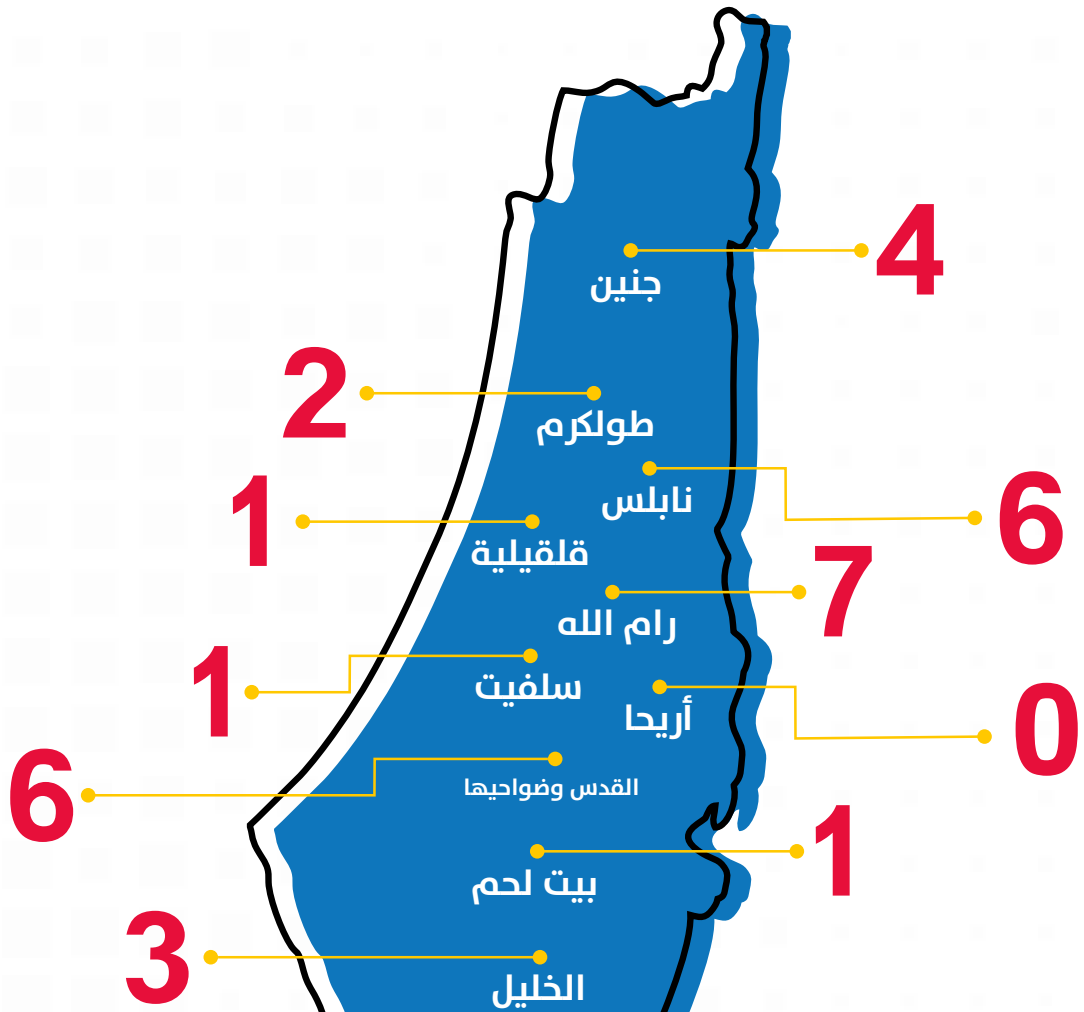 4
جنين
2
طولكرم
6
نابلس
1
قلقيلية
7
رام الله
1
سلفيت
0
أريحا
6
القدس وضواحيها
1
بيت لحم
3
الخليل